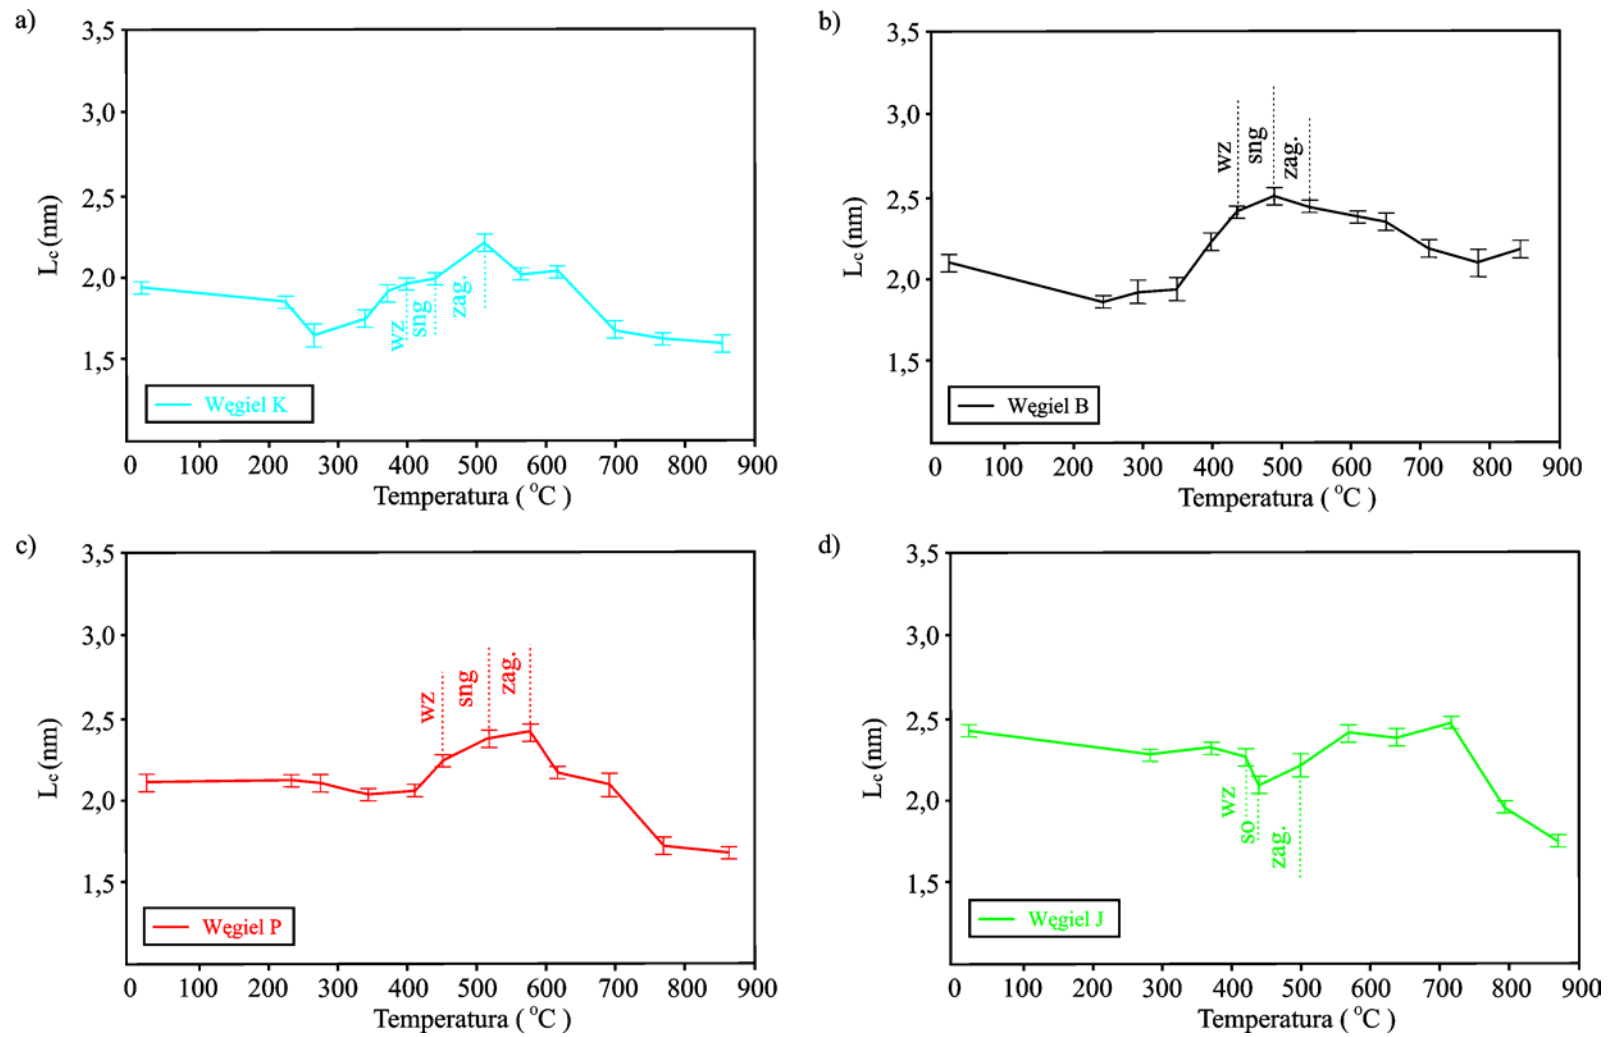 a)
3,5
3,0
2,5
2,0
1,5
Lc (nm)
wz
sng
zag.
Węgiel K
0 100 200 300 400 500 600 700 800 900
Temperatura ( °C )
b)
3,5
3,0
2,5
2,0
1,5
Lc (nm)
wz
sng
zag.
Węgiel B
0 100 200 300 400 500 600 700 800 900
Temperatura ( °C )
c)
3,5
3,0
2,5
2,0
1,5
Lc (nm)
wz
sng
zag.
Węgiel P
0 100 200 300 400 500 600 700 800 900
Temperatura ( °C )
d)
3,5
3,0
2,5
2,0
1,5
Lc (nm)
wz
so
zag.
Węgiel J
0 100 200 300 400 500 600 700 800 900
Temperatura ( °C )